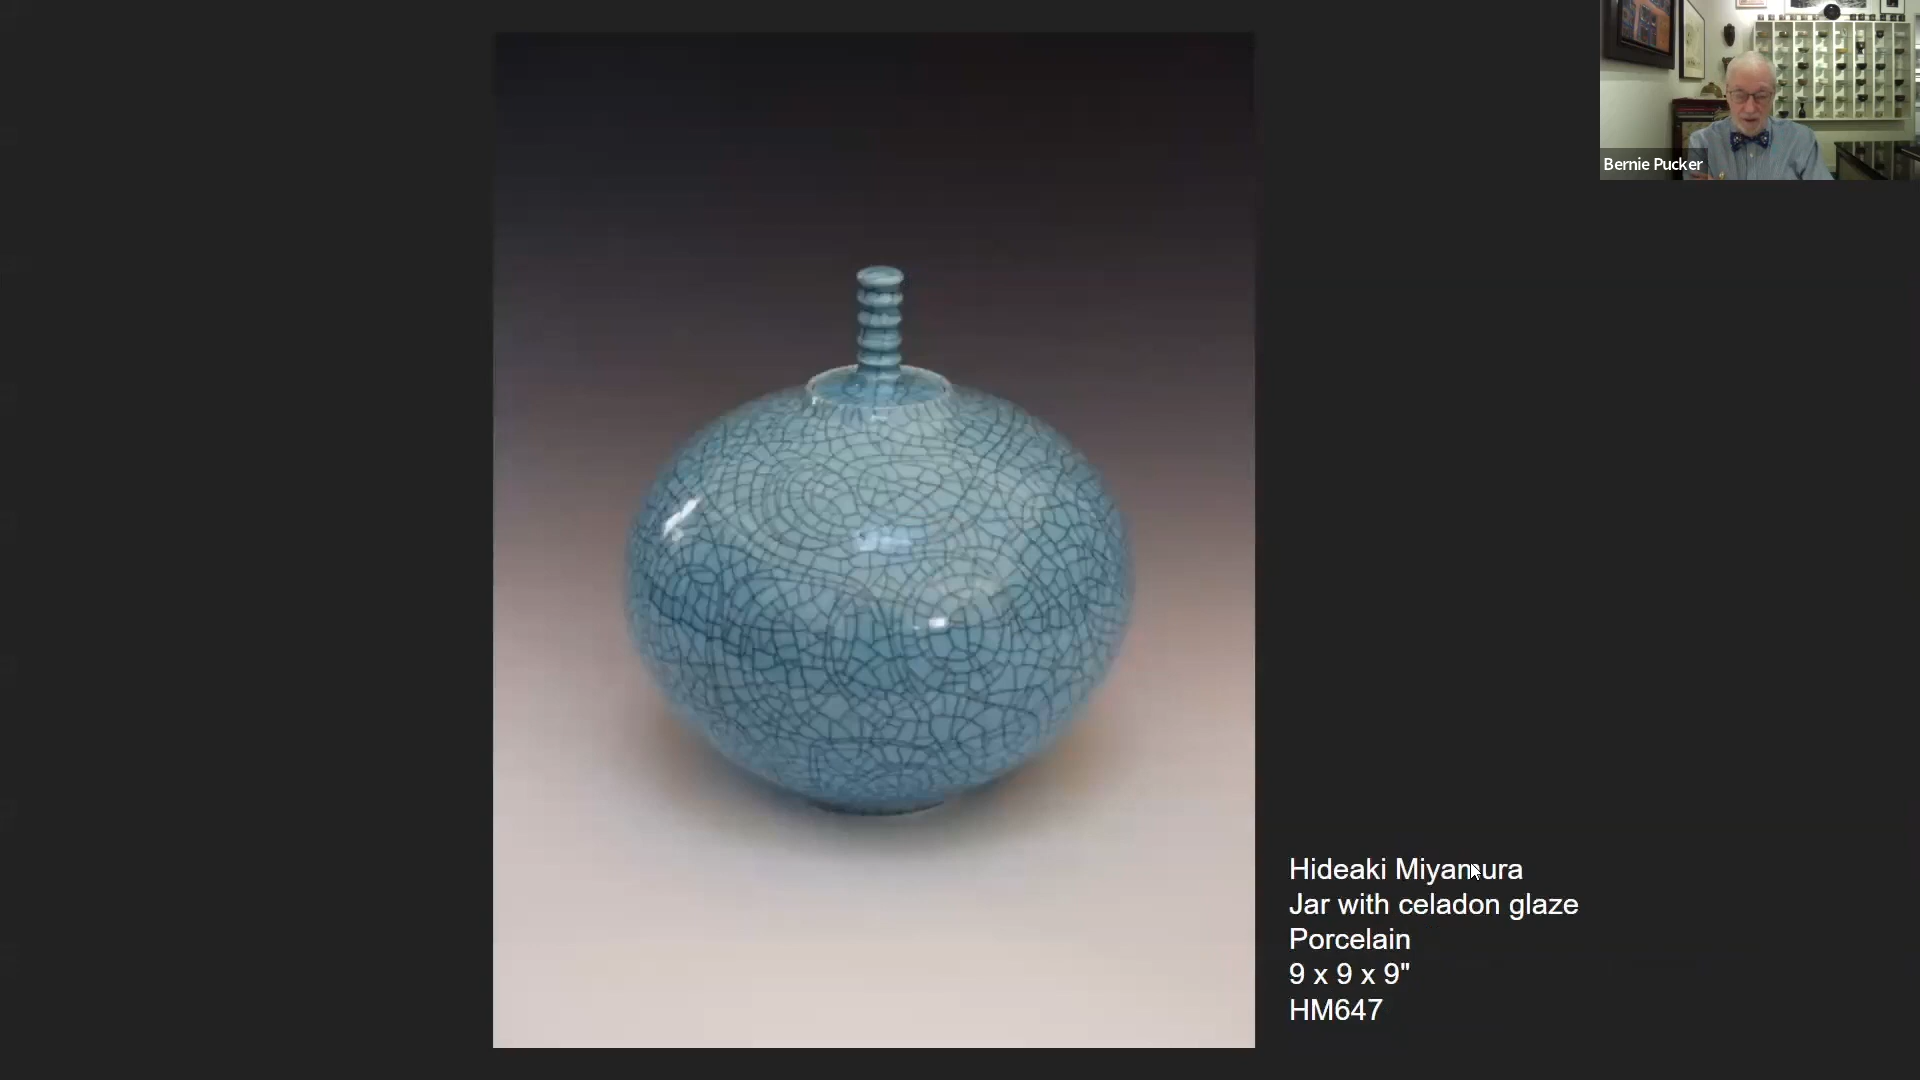 Bernie Pucker
Hideaki Miyamura
Jar with celadon glaze
Porcelain
9 x 9 x 9"
HM647